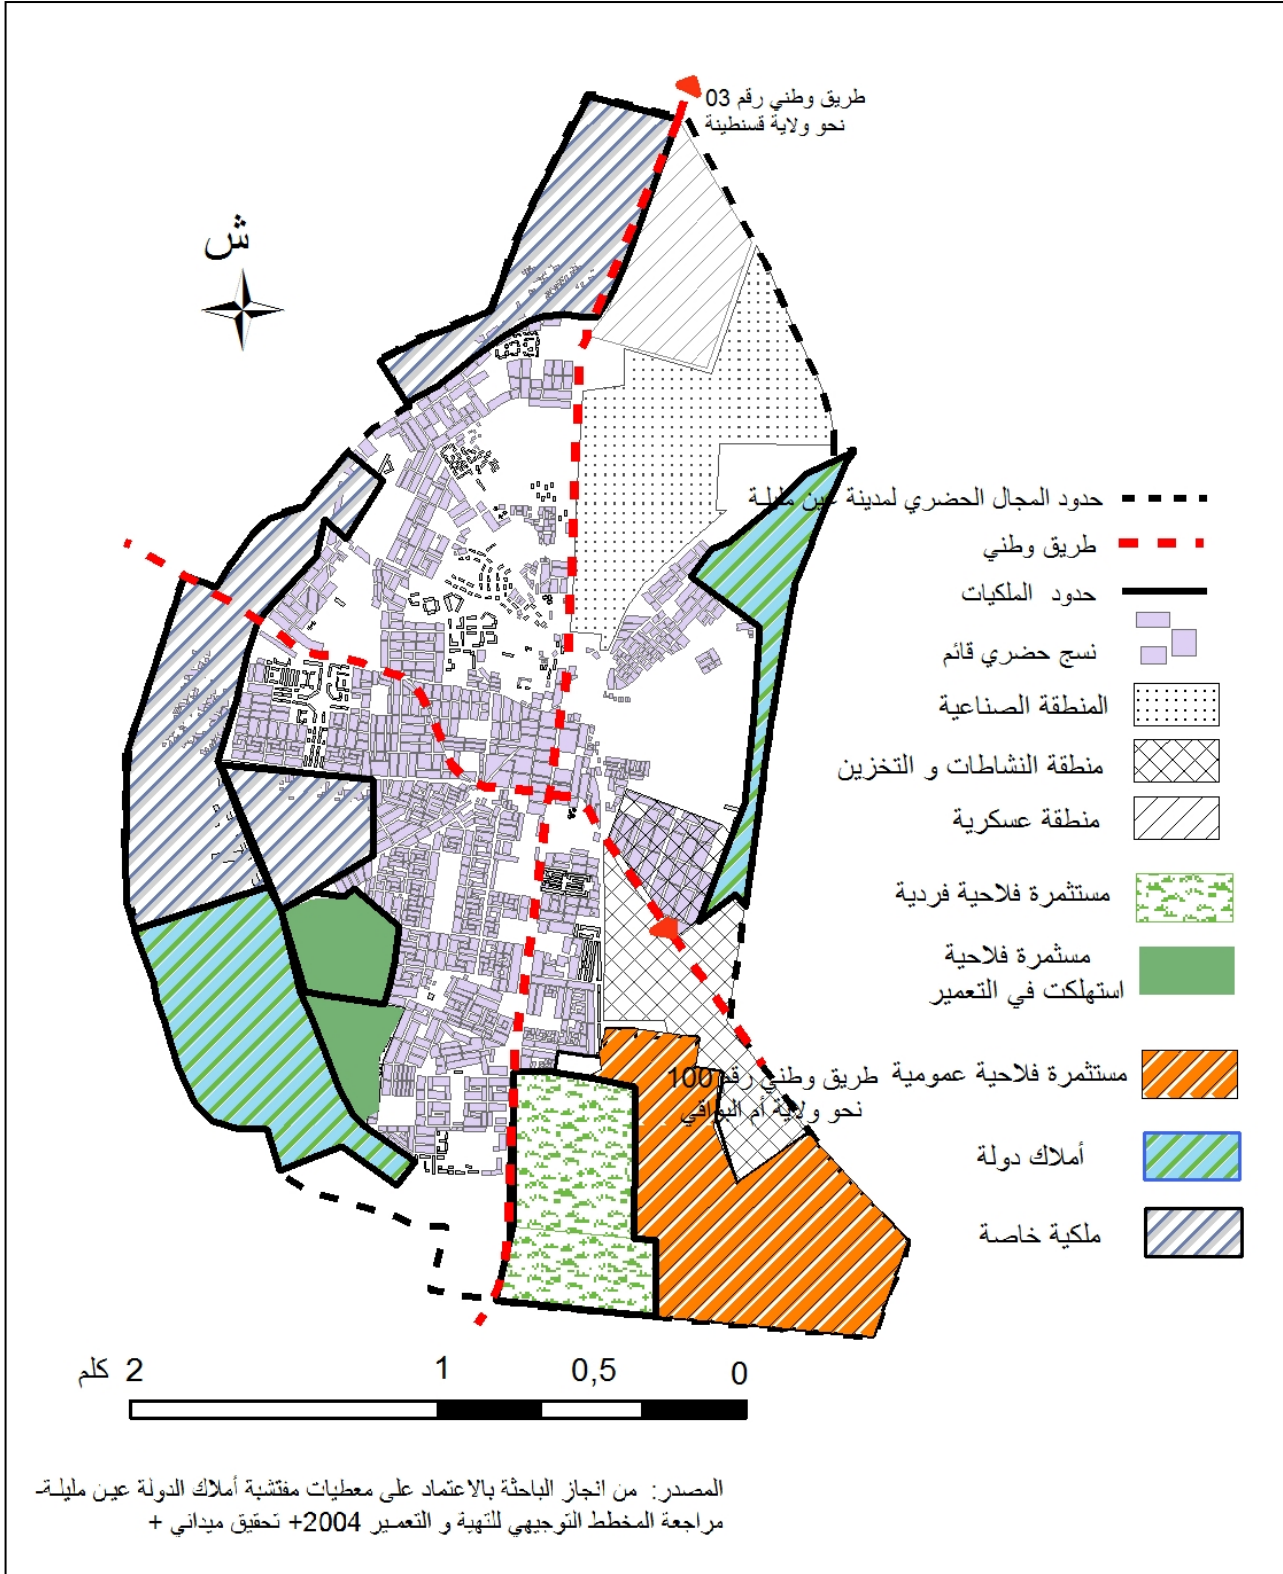 طريق وطني رقم 03
نحو ولاية قسنطينة
ش
حدود المجال الحضري لمدينة عين مليلة
طريق وطني
حدود الملكيات
نسج حضري قائم
المنطقة الصناعية
منطقة النشاطات و التخزين
منطقة عسكرية
مستثمرة فلاحية فردية
مسثمرة فلاحية
استهلكت في التعمير
مستثمرة فلاحية عمومية
أملاك دولة
ملكية خاصة
طريق وطني رقم 100
نحو ولاية أم البواقي
كلم 2 1 0,5 0
المصدر: من انجاز الباحثة بالاعتماد على معطيات مفتشبة أملاك الدولة عين مليلة-
مراجعة المخطط التوجيهي للتهية و التعمير 2004+ تحقيق ميداني +